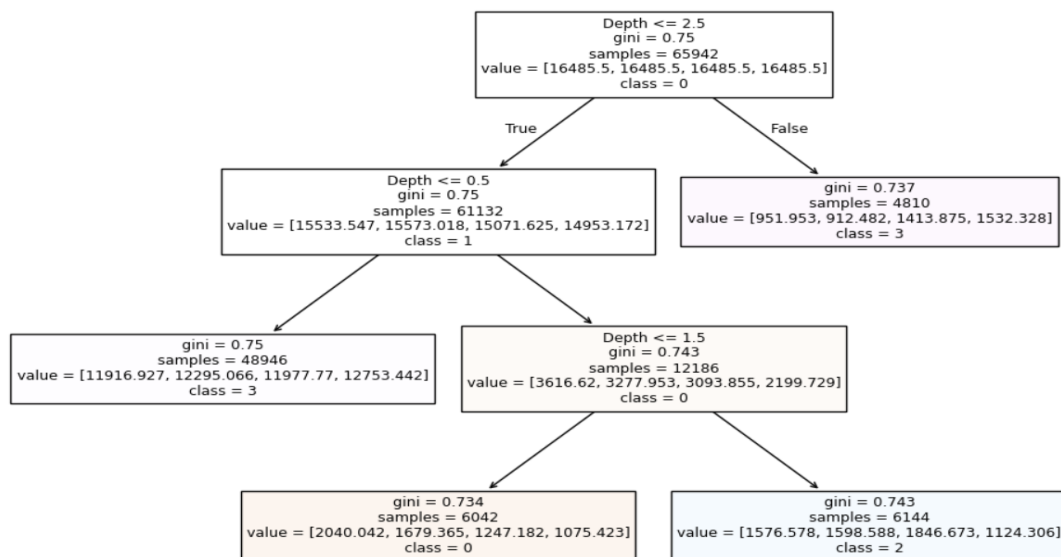 Depth <= 2.5
gini = 0.75
samples = 65942
value = [16485.5, 16485.5, 16485.5, 16485.5]
class = 0
True
False
Depth <= 0.5
gini = 0.75
samples = 61132
value = [15533.547, 15573.018, 15071.625, 14953.172]
class = 1
gini = 0.737
samples = 4810
value = [951.953, 912.482, 1413.875, 1532.328]
class = 3
gini = 0.75
samples = 48946
value = [11916.927, 12295.066, 11977.77, 12753.442]
class = 3
Depth <= 1.5
gini = 0.743
samples = 12186
value = [3616.62, 3277.953, 3093.855, 2199.729]
class = 0
gini = 0.734
samples = 6042
value = [2040.042, 1679.365, 1247.182, 1075.423]
class = 0
gini = 0.743
samples = 6144
value = [1576.578, 1598.588, 1846.673, 1124.306]
class = 2